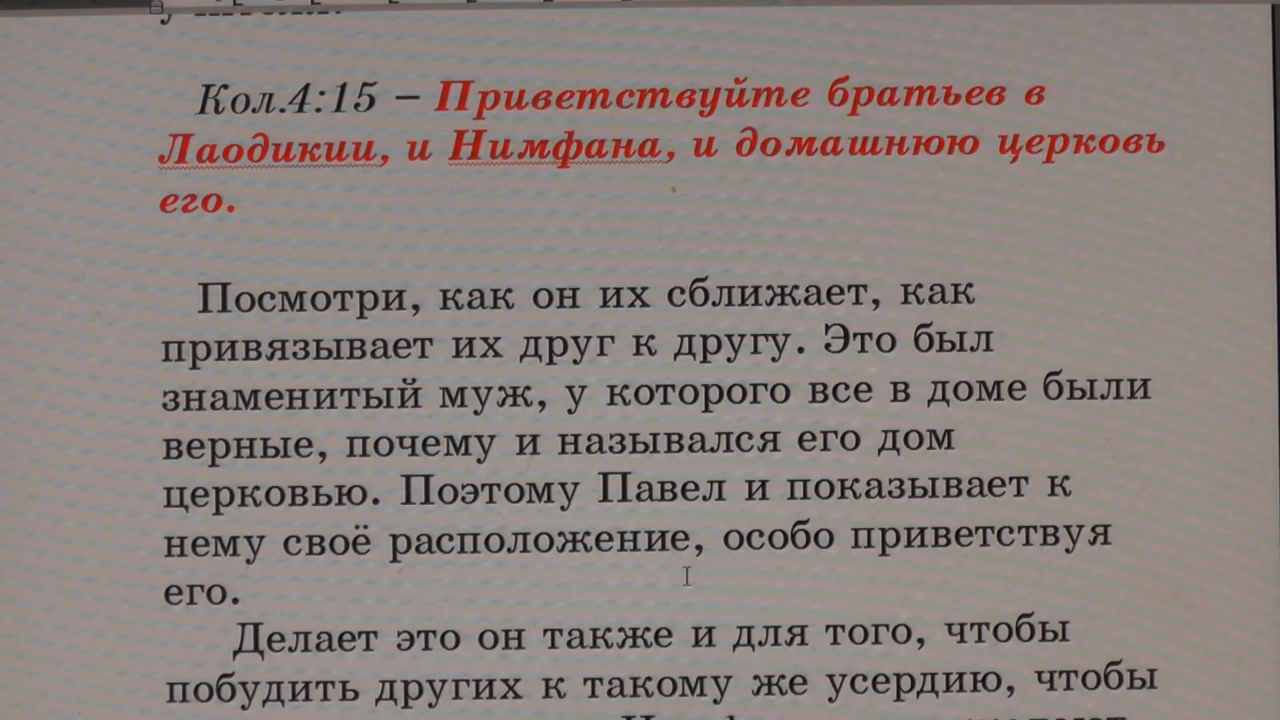 Кол.4:15 – Приветствуйте братьев в
Лаодикии, и Нимфана, и домашнюю церковь
его.
Посмотри, как он их сближает, как
привязывает их друг к другу. Это был
знаменитый муж, у которого все в доме были
верные, почему и назывался его дом
церковью. Поэтому Павел и показывает к
нему своё расположение, особо приветствуя
его.
Делает это он также и для того, чтобы
побудить других к такому же усердию, чтобы